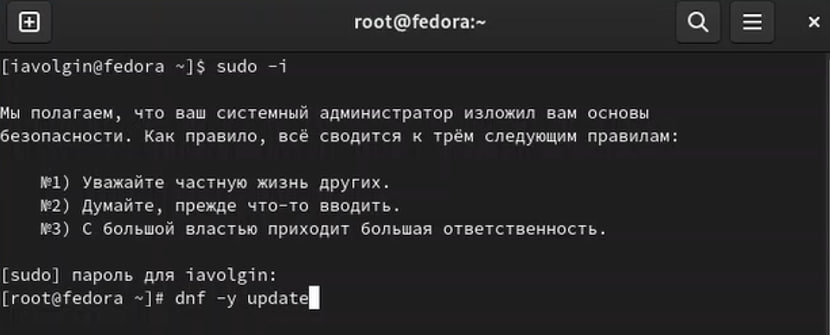 root@fedora:~
[iavolgin@fedora ~]$ sudo -i
Мы полагаем, что ваш системный администратор изложил вам основы
безопасности. Как правило, всё сводится к трём следующим правилам:
№1) Уважайте частную жизнь других.
№2) Думайте, прежде что-то вводить.
№3) С большой властью приходит большая ответственность.
[sudo] пароль для iavolgin:
[root@fedora ~]# dnf -y update